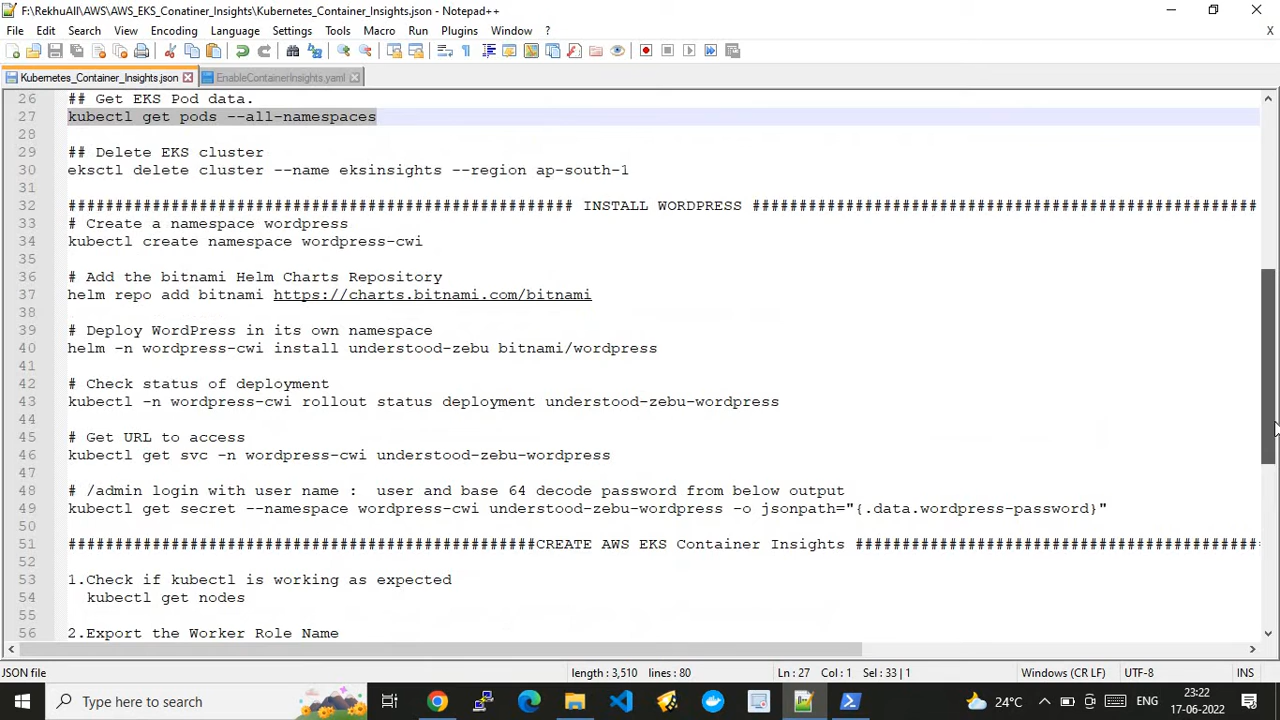 F:\RekhuAll\AWS\AWS_EKS_Conatiner_Insights\Kubernetes_Container_Insights.json - Notepad++
File Edit Search View Encoding Language Settings Tools Macro Run Plugins Window ?
X
Kubernetes_Container_Insights.json EnableContainerInsights.yaml
26 ## Get EKS Pod data.
27 kubectl get pods --all-namespaces
28
29 ## Delete EKS cluster
30 eksctl delete cluster --name eksinsights --region ap-south-1
31
32 ###################################################### INSTALL WORDPRESS ######################################################
33 # Create a namespace wordpress
34 kubectl create namespace wordpress-cwi
35
36 # Add the bitnami Helm Charts Repository
37 helm repo add bitnami https://charts.bitnami.com/bitnami
38
39 # Deploy WordPress in its own namespace
40 helm -n wordpress-cwi install understood-zebu bitnami/wordpress
41
42 # Check status of deployment
43 kubectl -n wordpress-cwi rollout status deployment understood-zebu-wordpress
44
45 # Get URL to access
46 kubectl get svc -n wordpress-cwi understood-zebu-wordpress
47
48 # /admin login with user name :  user and base 64 decode password from below output
49 kubectl get secret --namespace wordpress-cwi understood-zebu-wordpress -o jsonpath="{.data.wordpress-password}"
50
51 ##################################################CREATE AWS EKS Container Insights ###########################################
52
53 1.Check if kubectl is working as expected
54 kubectl get nodes
55
56 2.Export the Worker Role Name
JSON file length : 3,510 lines : 80 Ln : 27 Col : 1 Sel : 33 | 1 Windows (CR LF) UTF-8 INS
Type here to search 24°C ENG 23:22
17-06-2022